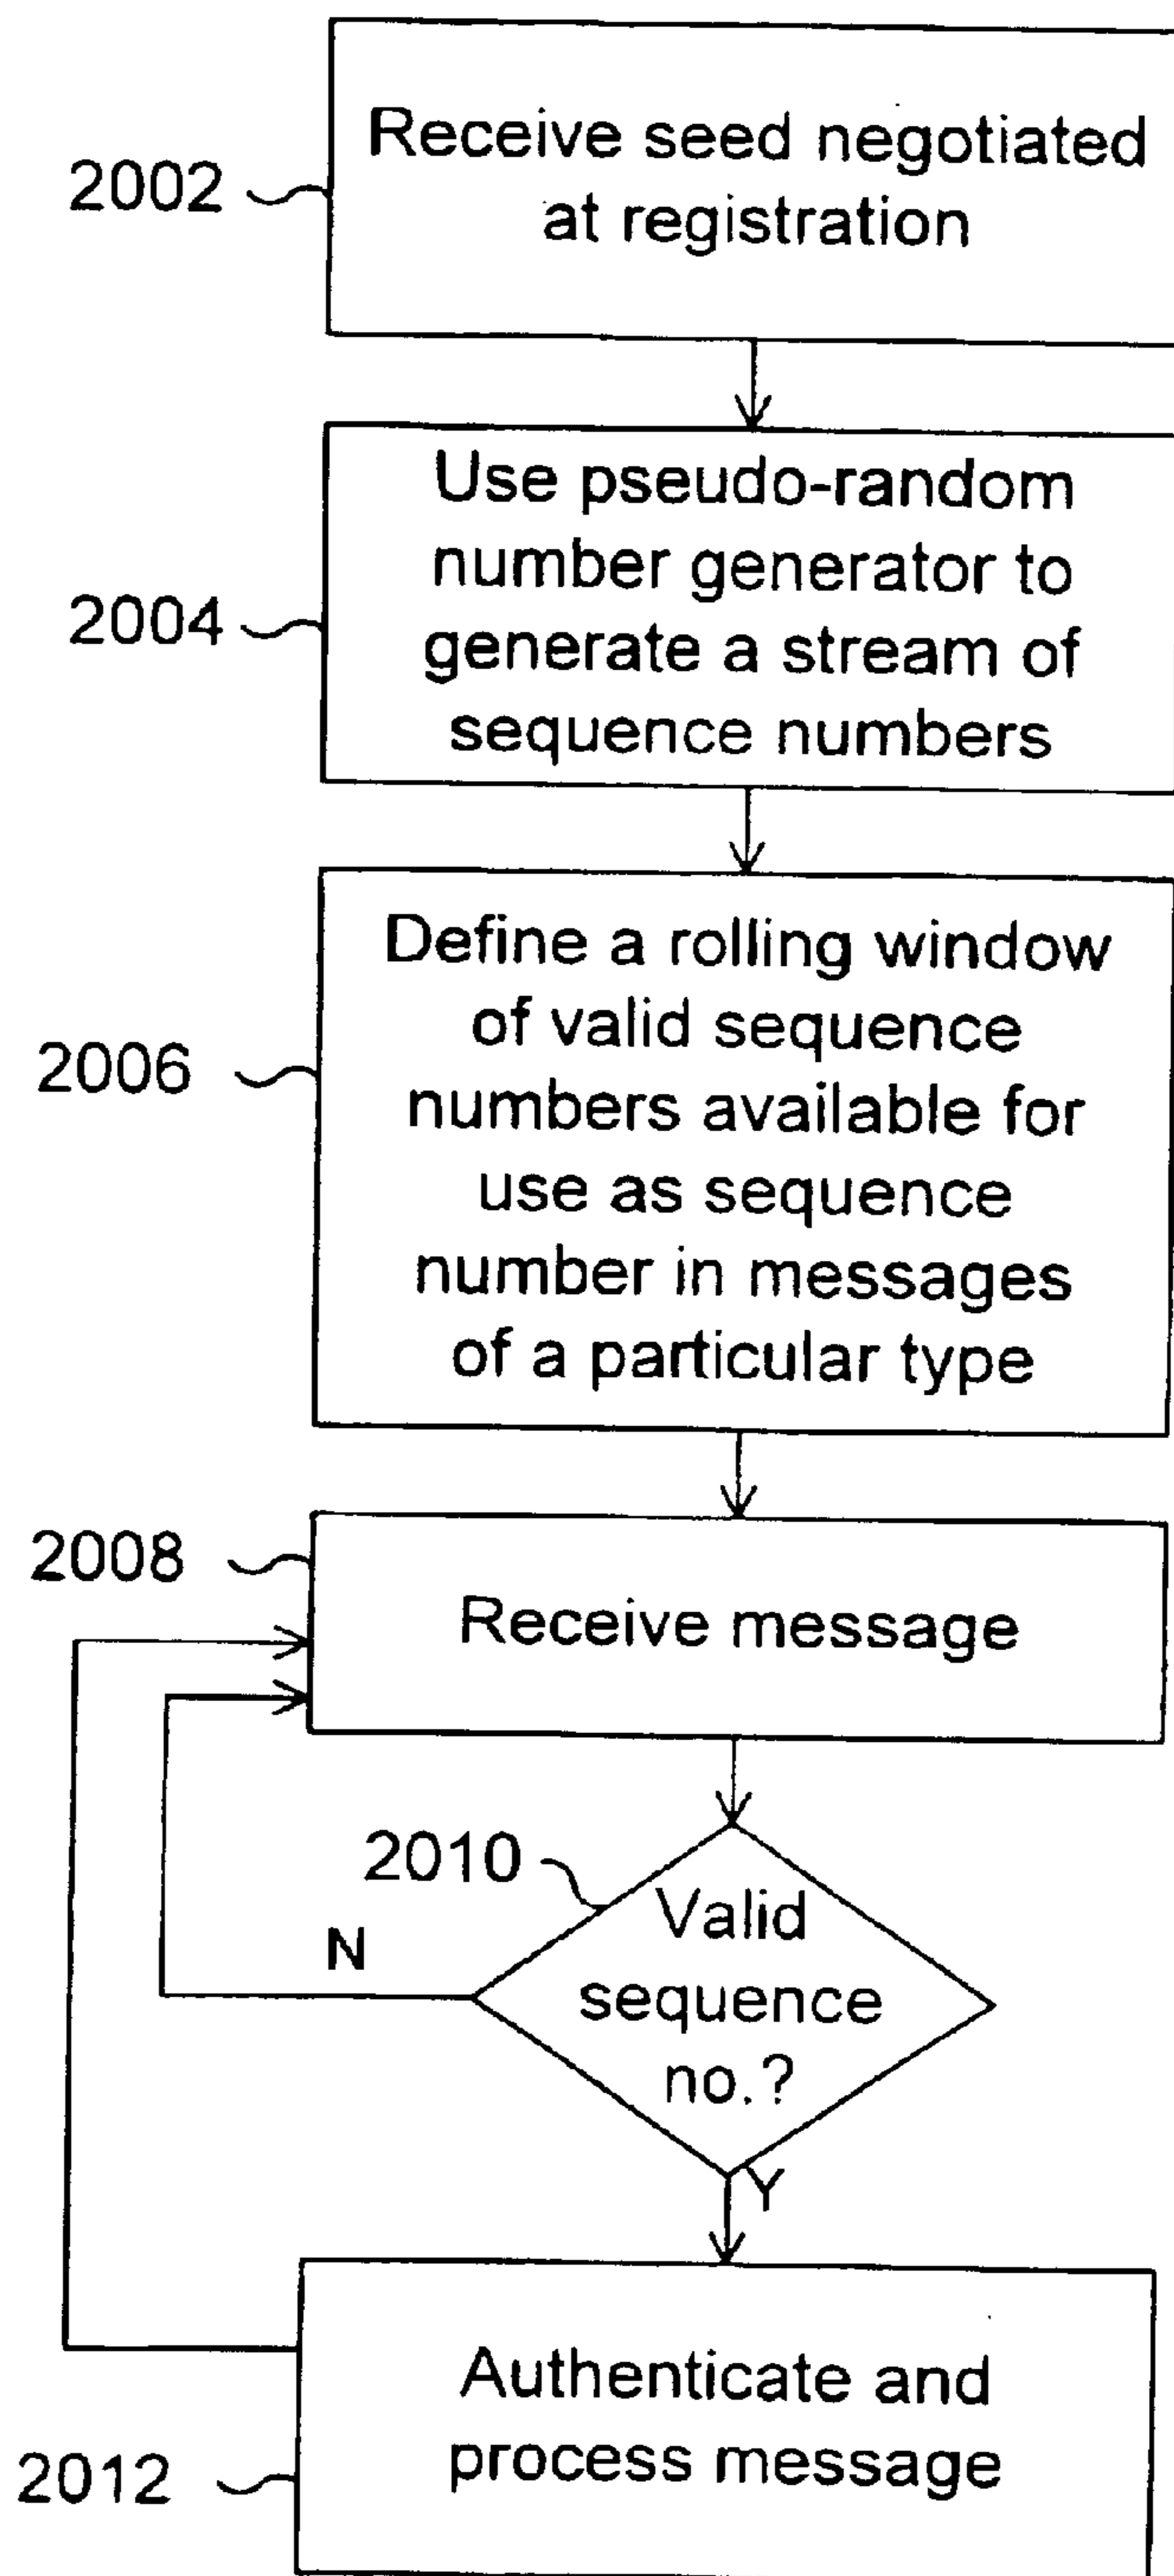 2002
Receive seed negotiated
at registration
2004
Use pseudo-random
number generator to
generate a stream of
sequence numbers
2006
Define a rolling window
of valid sequence
numbers available for
use as sequence
number in messages
of a particular type
2008
Receive message
2010
Valid
sequence
no.?
N
Y
2012
Authenticate and
process message